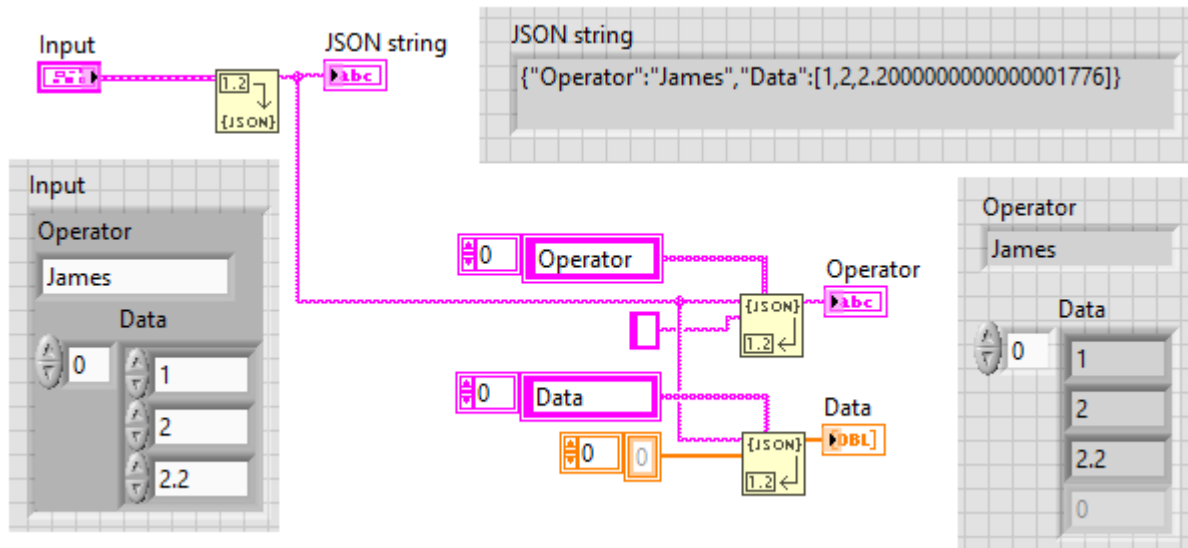 Input
JSON string
1.2
{JSON}
abc
JSON string
{"Operator":"James","Data":[1,2,2.2000000000000001776]}
Input
Operator
James
Data
0
1
2
2.2
0
Operator
{JSON}
1.2
Operator
abc
0
Data
{JSON}
1.2
0
0
Data
DBL]
Operator
James
Data
0
1
2
2.2
0